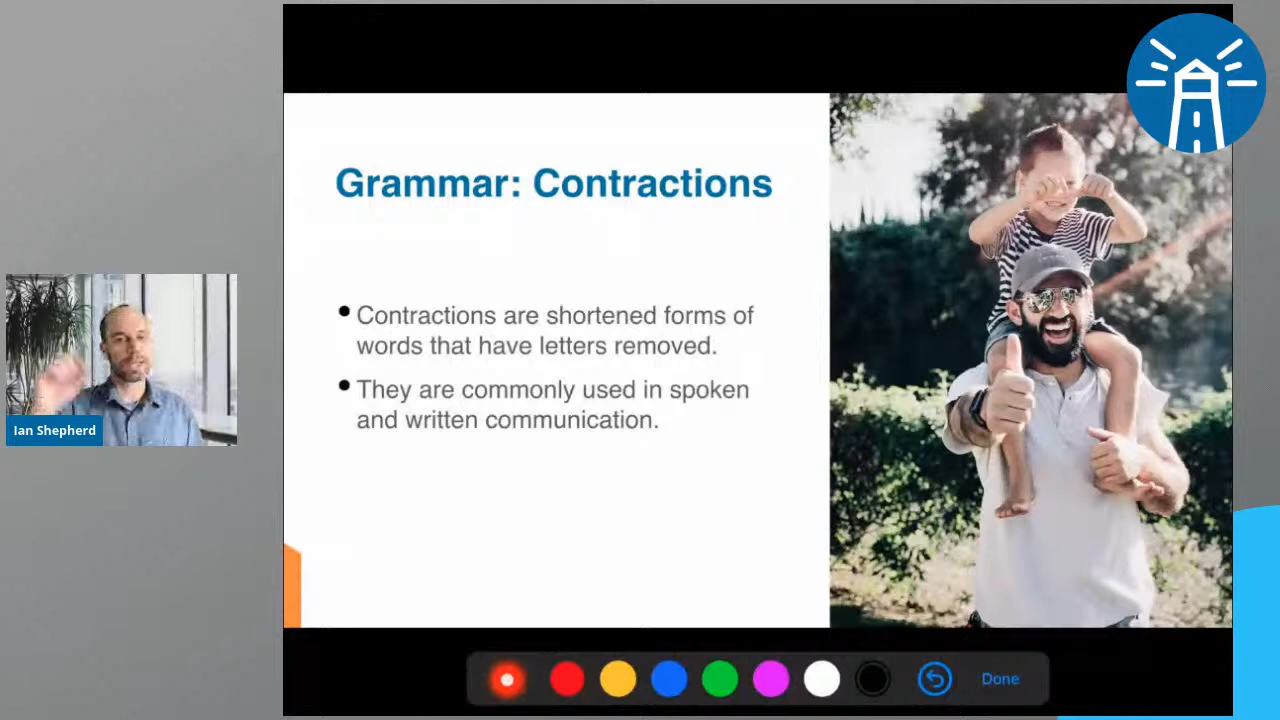 Grammar: Contractions
Contractions are shortened forms of
words that have letters removed.
They are commonly used in spoken
and written communication.
Ian Shepherd
Done